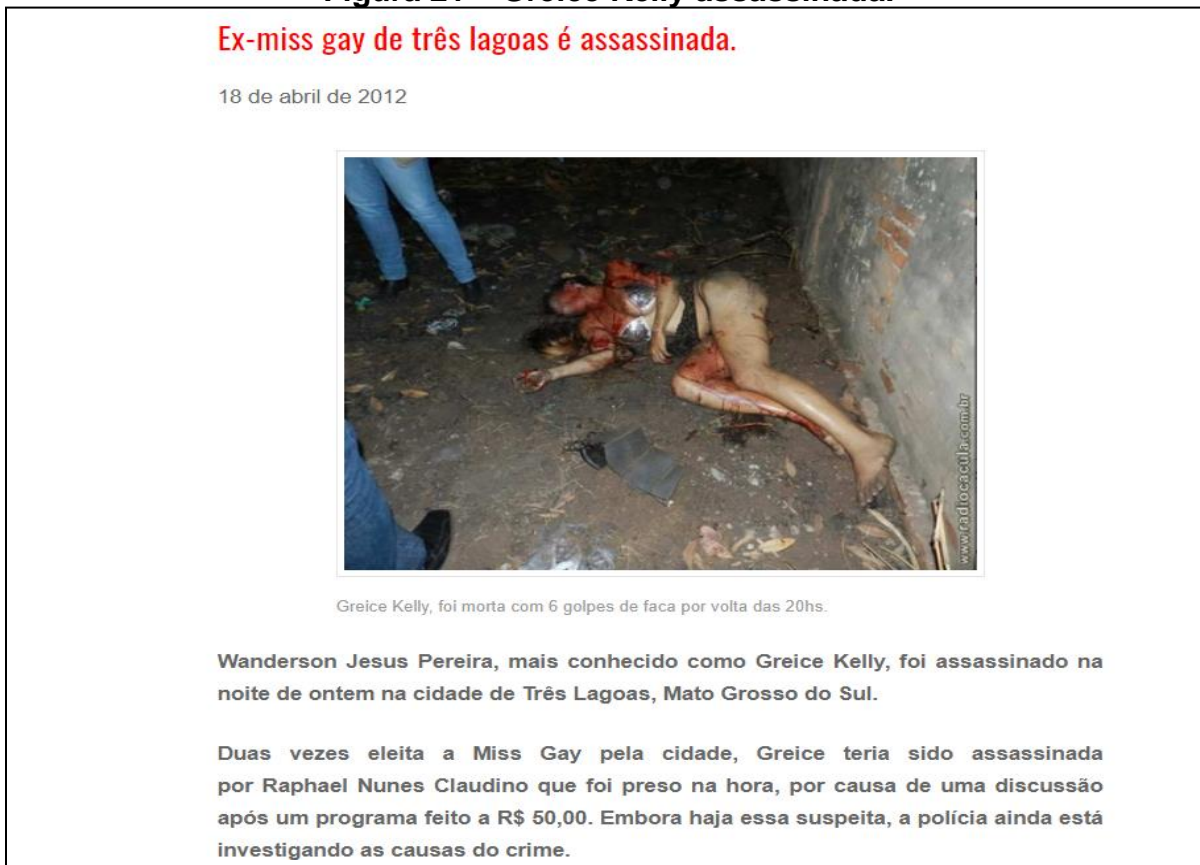 Figura 21 – Greice Kelly assassinada.
Ex-miss gay de três lagoas é assassinada.
18 de abril de 2012
www.radiocacula.com.br
Greice Kelly, foi morta com 6 golpes de faca por volta das 20hs.
Wanderson Jesus Pereira, mais conhecido como Greice Kelly, foi assassinado na
noite de ontem na cidade de Três Lagoas, Mato Grosso do Sul.
Duas vezes eleita a Miss Gay pela cidade, Greice teria sido assassinada
por Raphael Nunes Claudino que foi preso na hora, por causa de uma discussão
após um programa feito a R$ 50,00. Embora haja essa suspeita, a polícia ainda está
investigando as causas do crime.